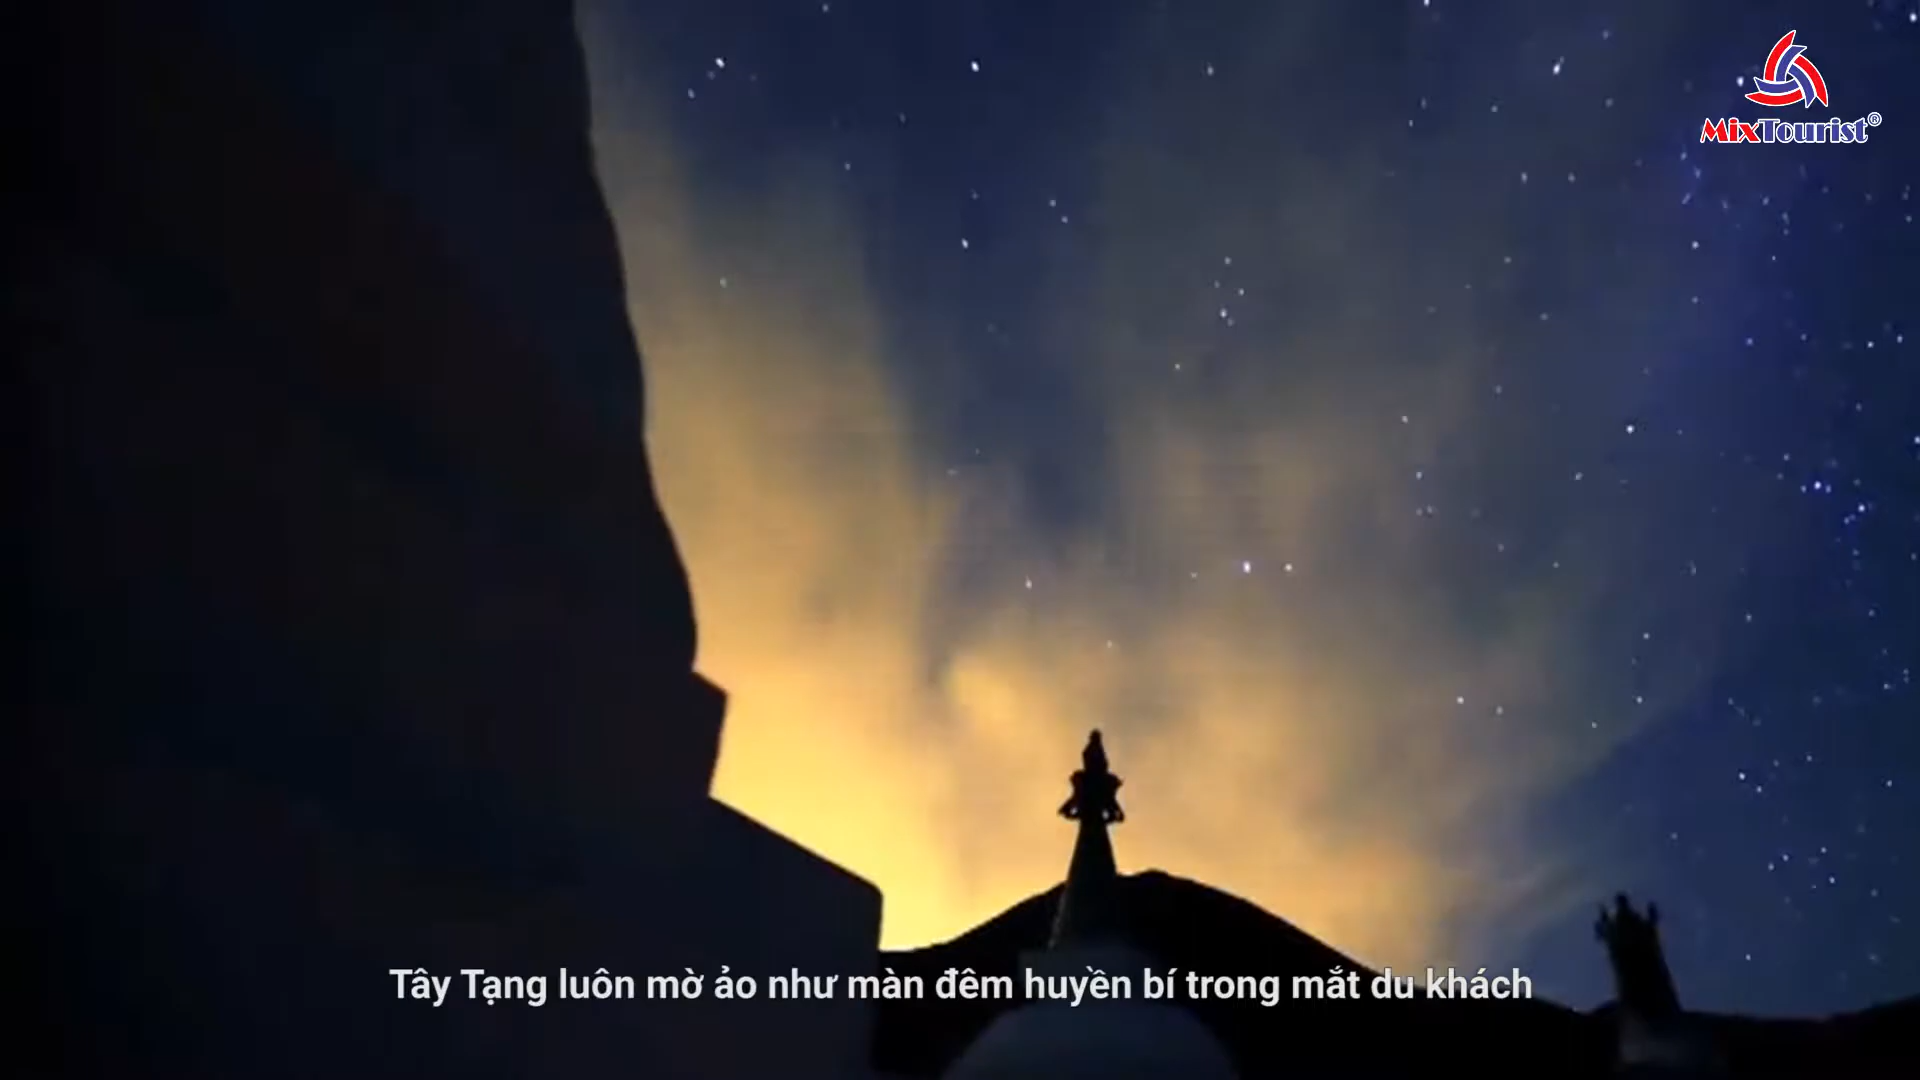 MixTourist®
Tây Tạng luôn mờ ảo như màn đêm huyền bí trong mắt du khách